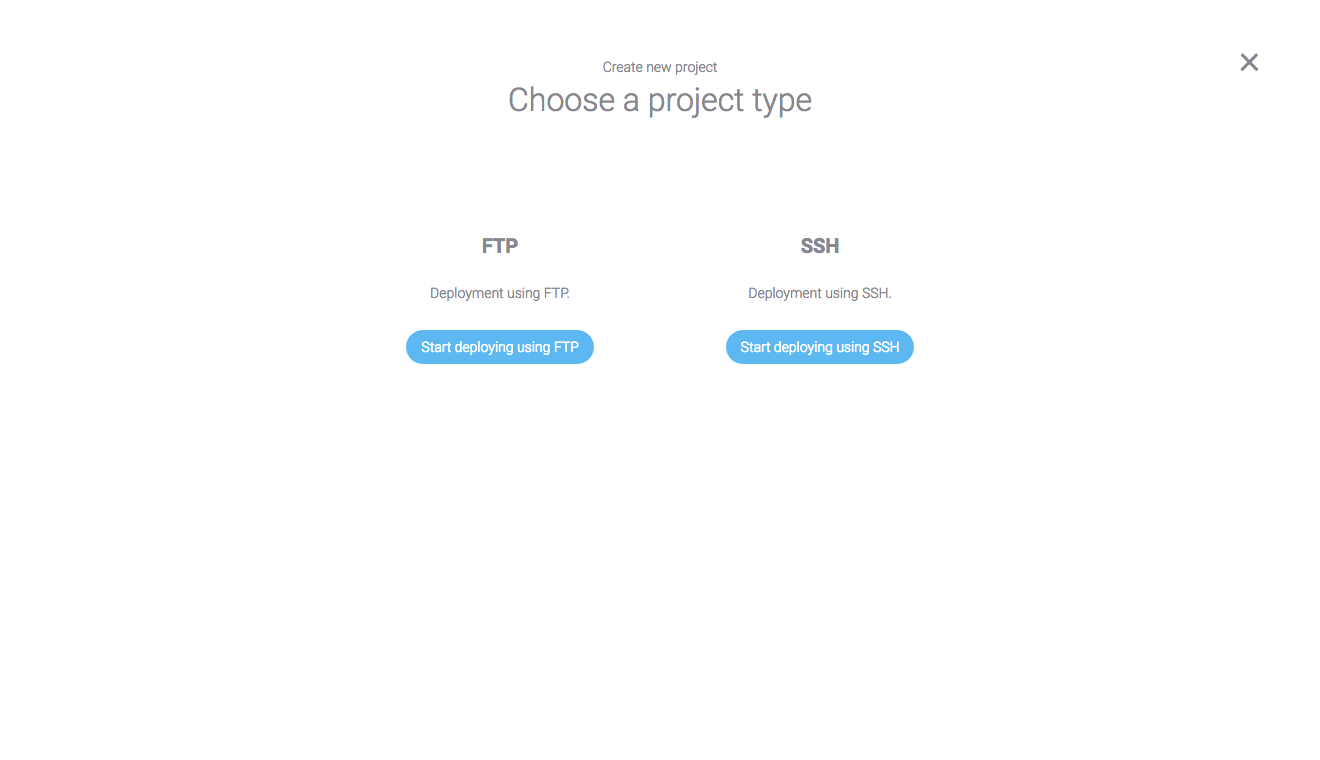 Create new project
Choose a project type
FTP
Deployment using FTP.
Start deploying using FTP
SSH
Deployment using SSH.
Start deploying using SSH